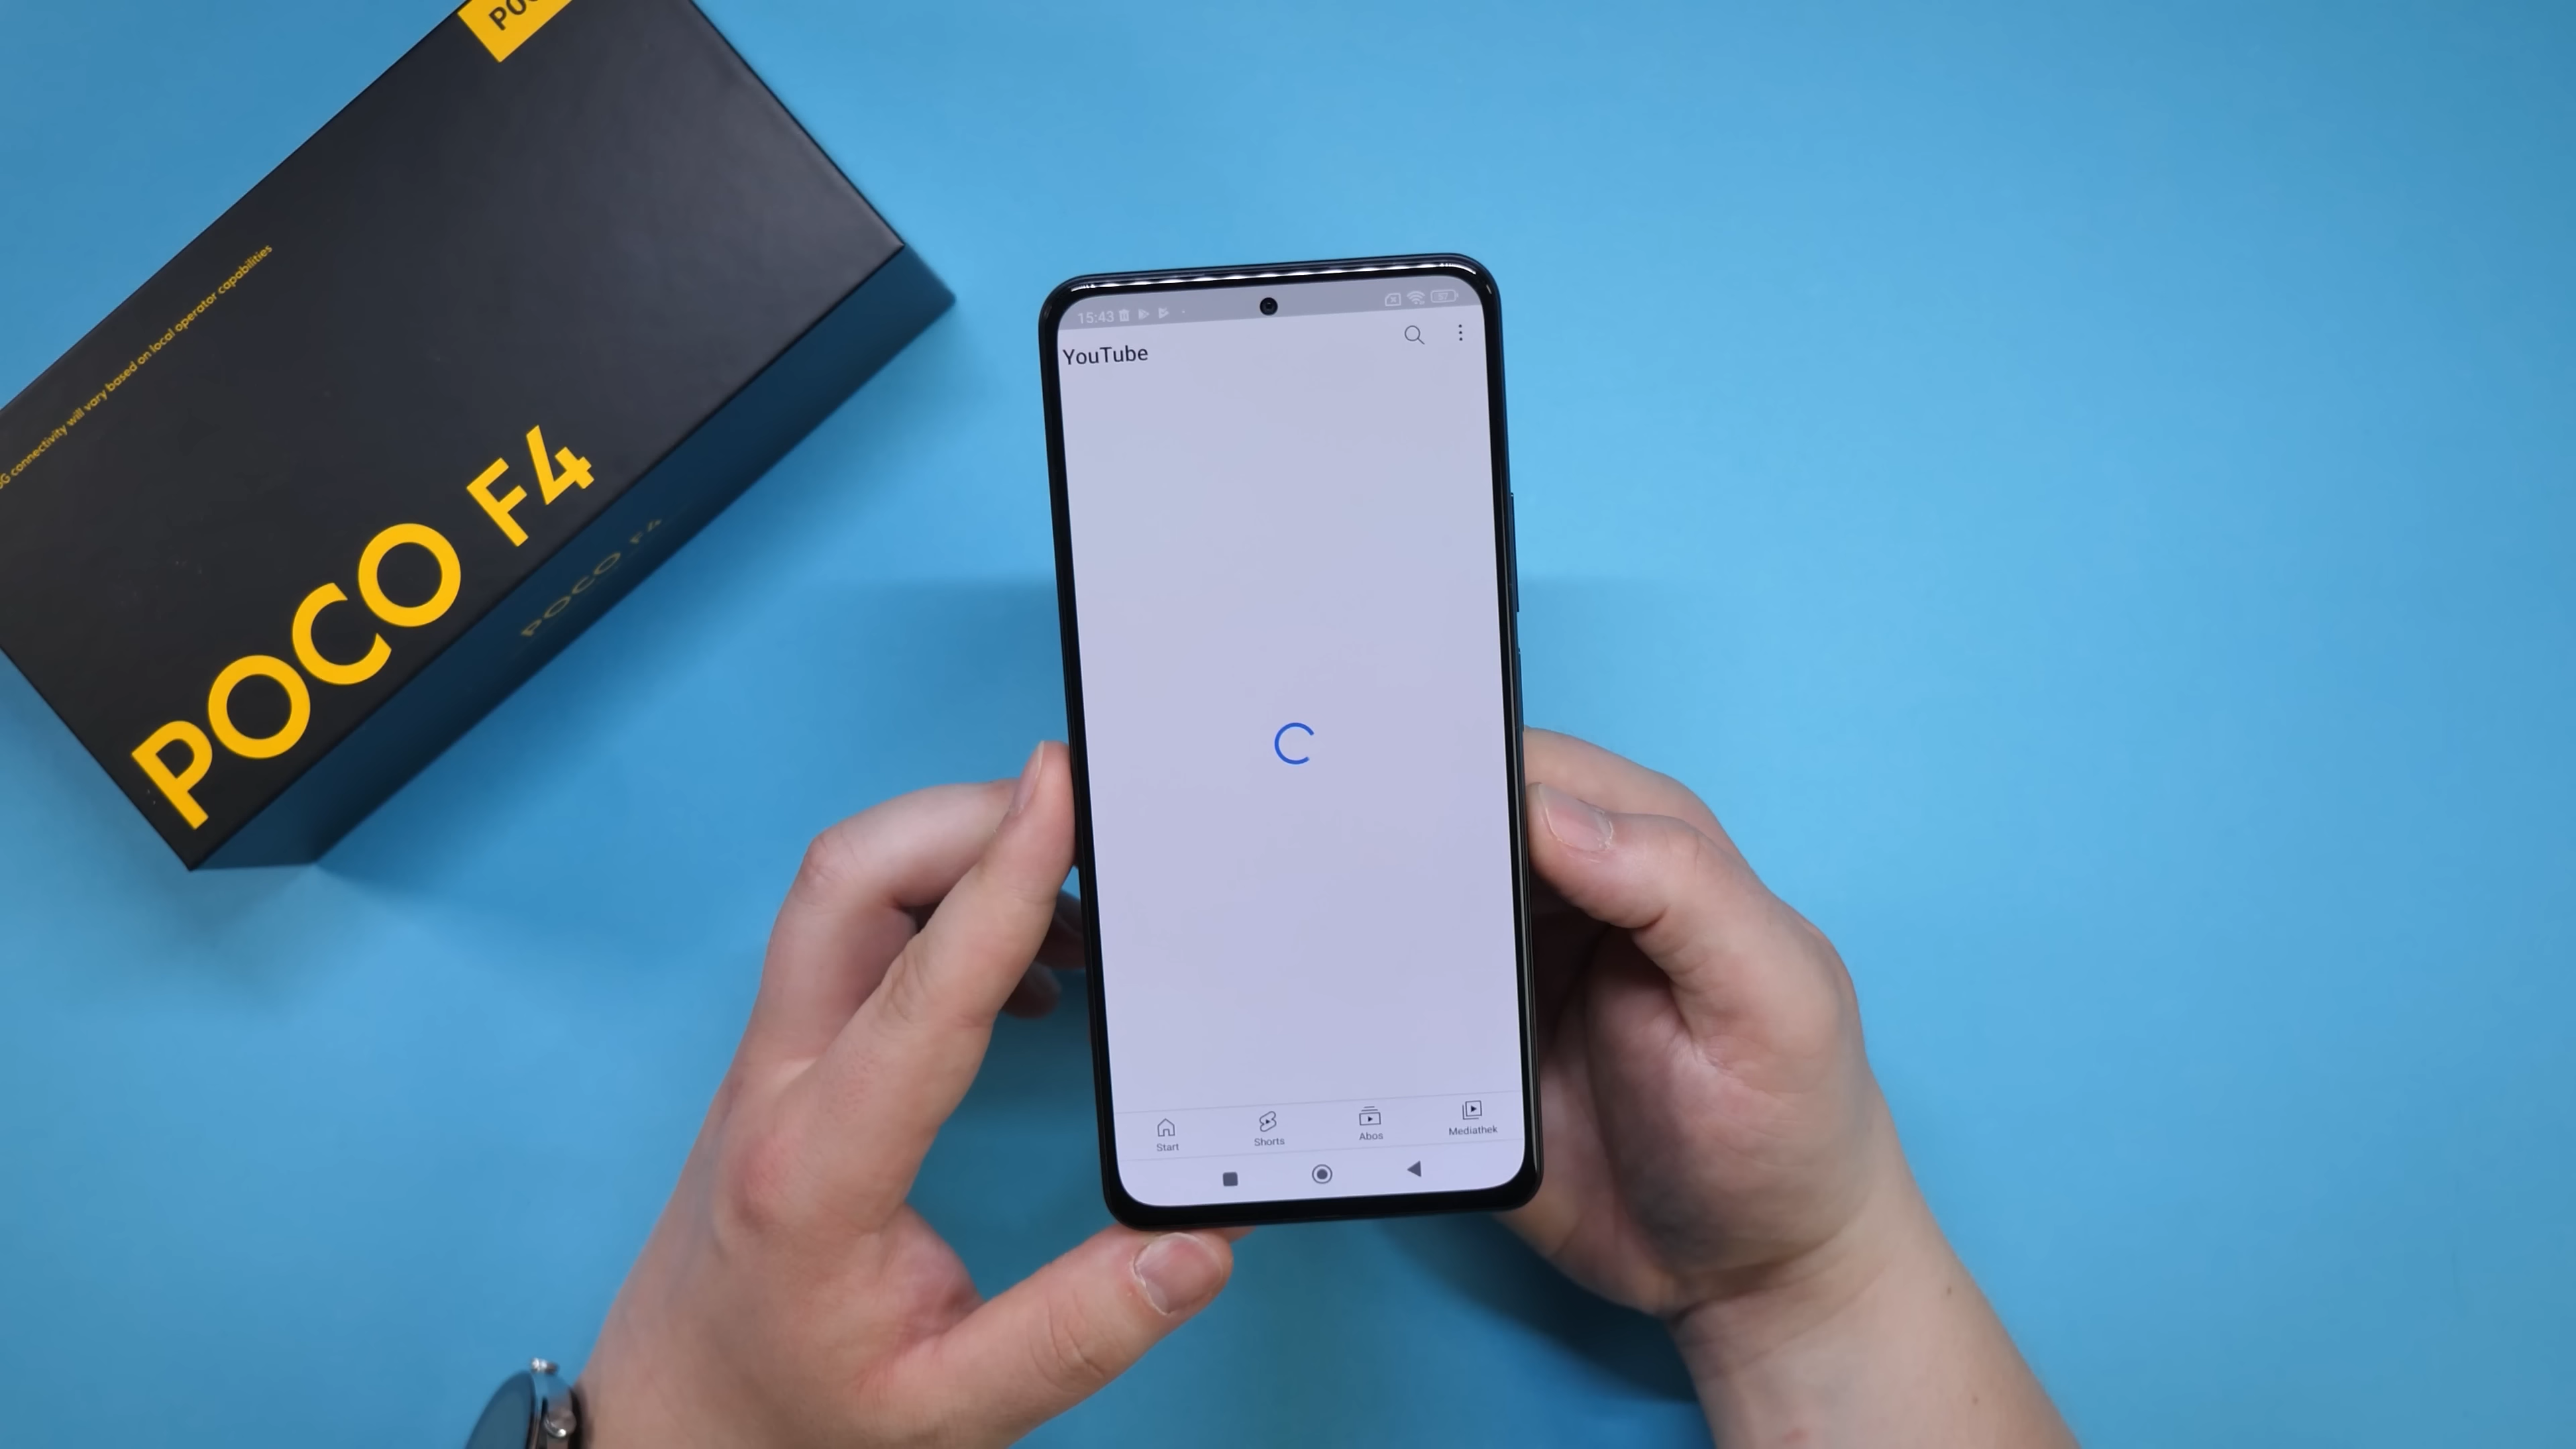 POCO
5G connectivity will vary based on local operator capabilities
POCO F4
POCO F4
15:43
97
YouTube
Start
Shorts
Abos
Mediathek